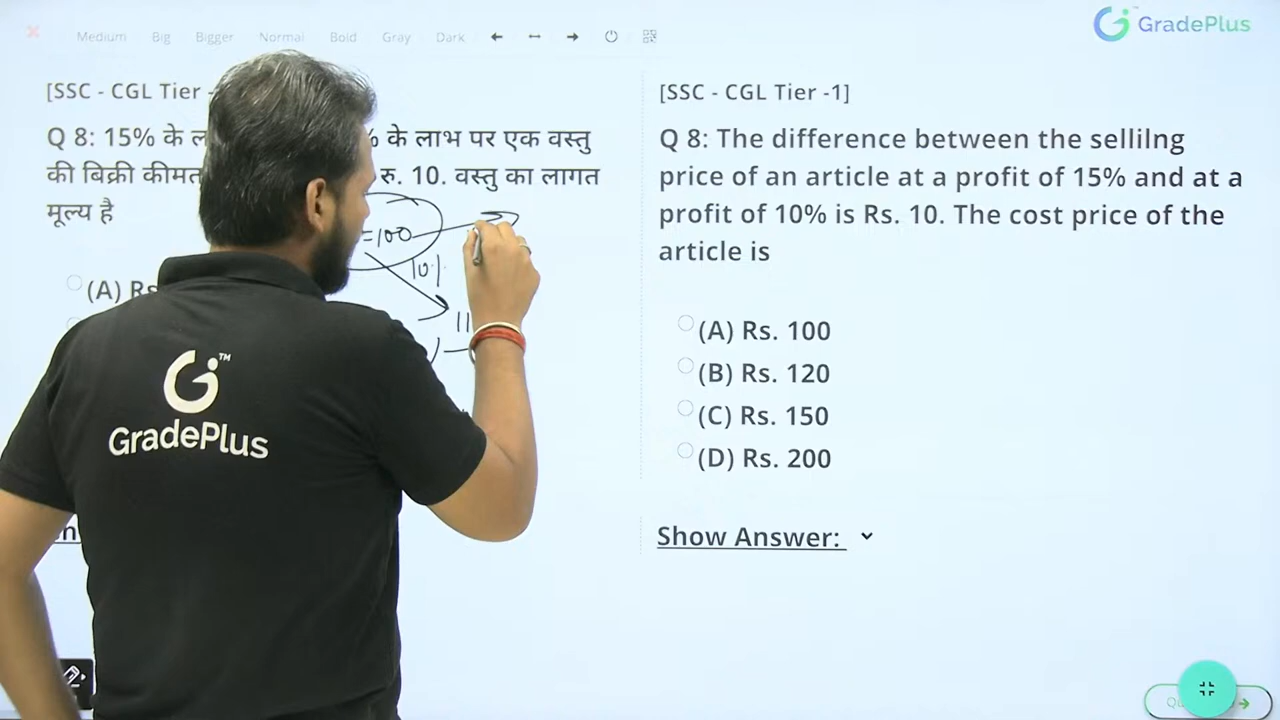 Medium Big Bigger Normal Bold Gray Dark
GradePlus
[SSC - CGL Tier
Q 8: 15% के के लाभ पर एक वस्तु
की बिक्री कीमत रु. 10. वस्तु का लागत
मूल्य है
=100
10%
11
(A)
GradePlus
[SSC - CGL Tier -1]
Q 8: The difference between the sellilng
price of an article at a profit of 15% and at a
profit of 10% is Rs. 10. The cost price of the
article is
(A) Rs. 100
(B) Rs. 120
(C) Rs. 150
(D) Rs. 200
Show Answer: